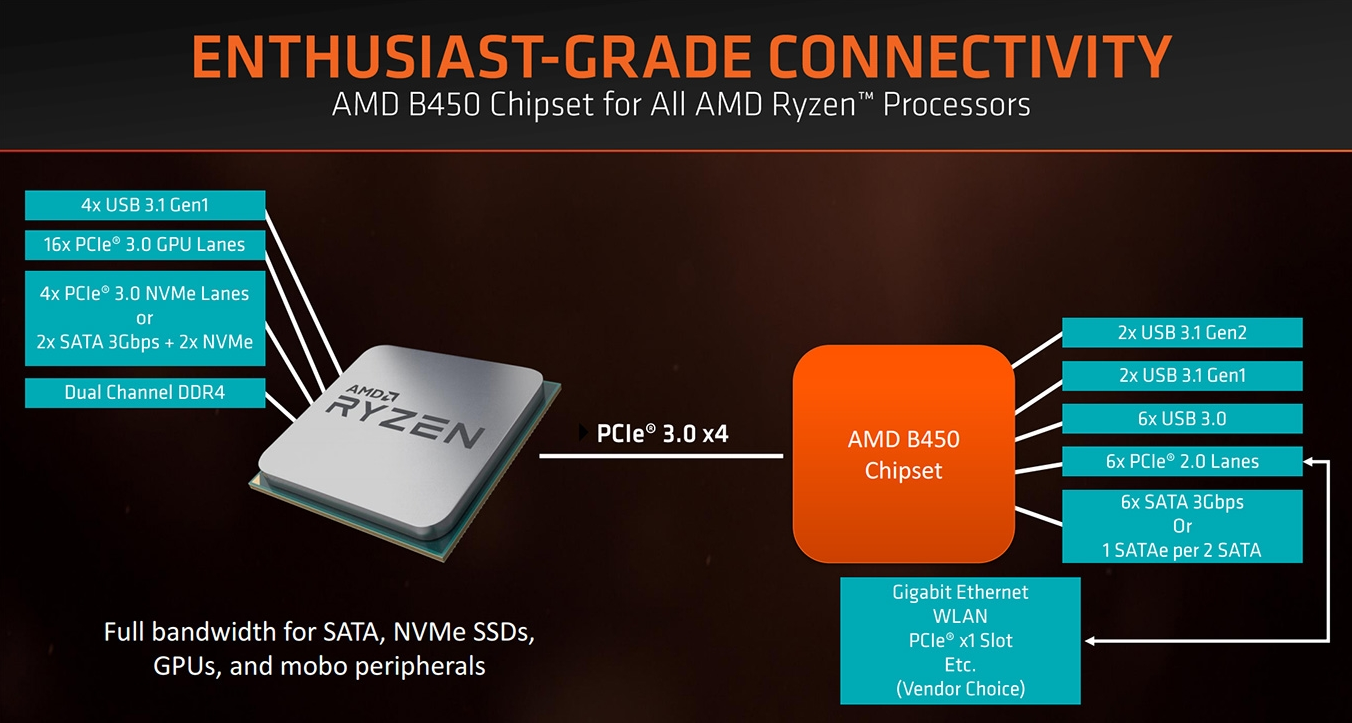 ENTHUSIAST-GRADE CONNECTIVITY
AMD B450 Chipset for All AMD Ryzen™ Processors
4x USB 3.1 Gen1
16x PCIe® 3.0 GPU Lanes
4x PCIe® 3.0 NVMe Lanes
or
2x SATA 3Gbps + 2x NVMe
Dual Channel DDR4
AMD
RYZEN
PCIe® 3.0 x4
AMD B450
Chipset
2x USB 3.1 Gen2
2x USB 3.1 Gen1
6x USB 3.0
6x PCIe® 2.0 Lanes
6x SATA 3Gbps
Or
1 SATAe per 2 SATA
Gigabit Ethernet
WLAN
PCIe® x1 Slot
Etc.
(Vendor Choice)
Full bandwidth for SATA, NVMe SSDs,
GPUs, and mobo peripherals